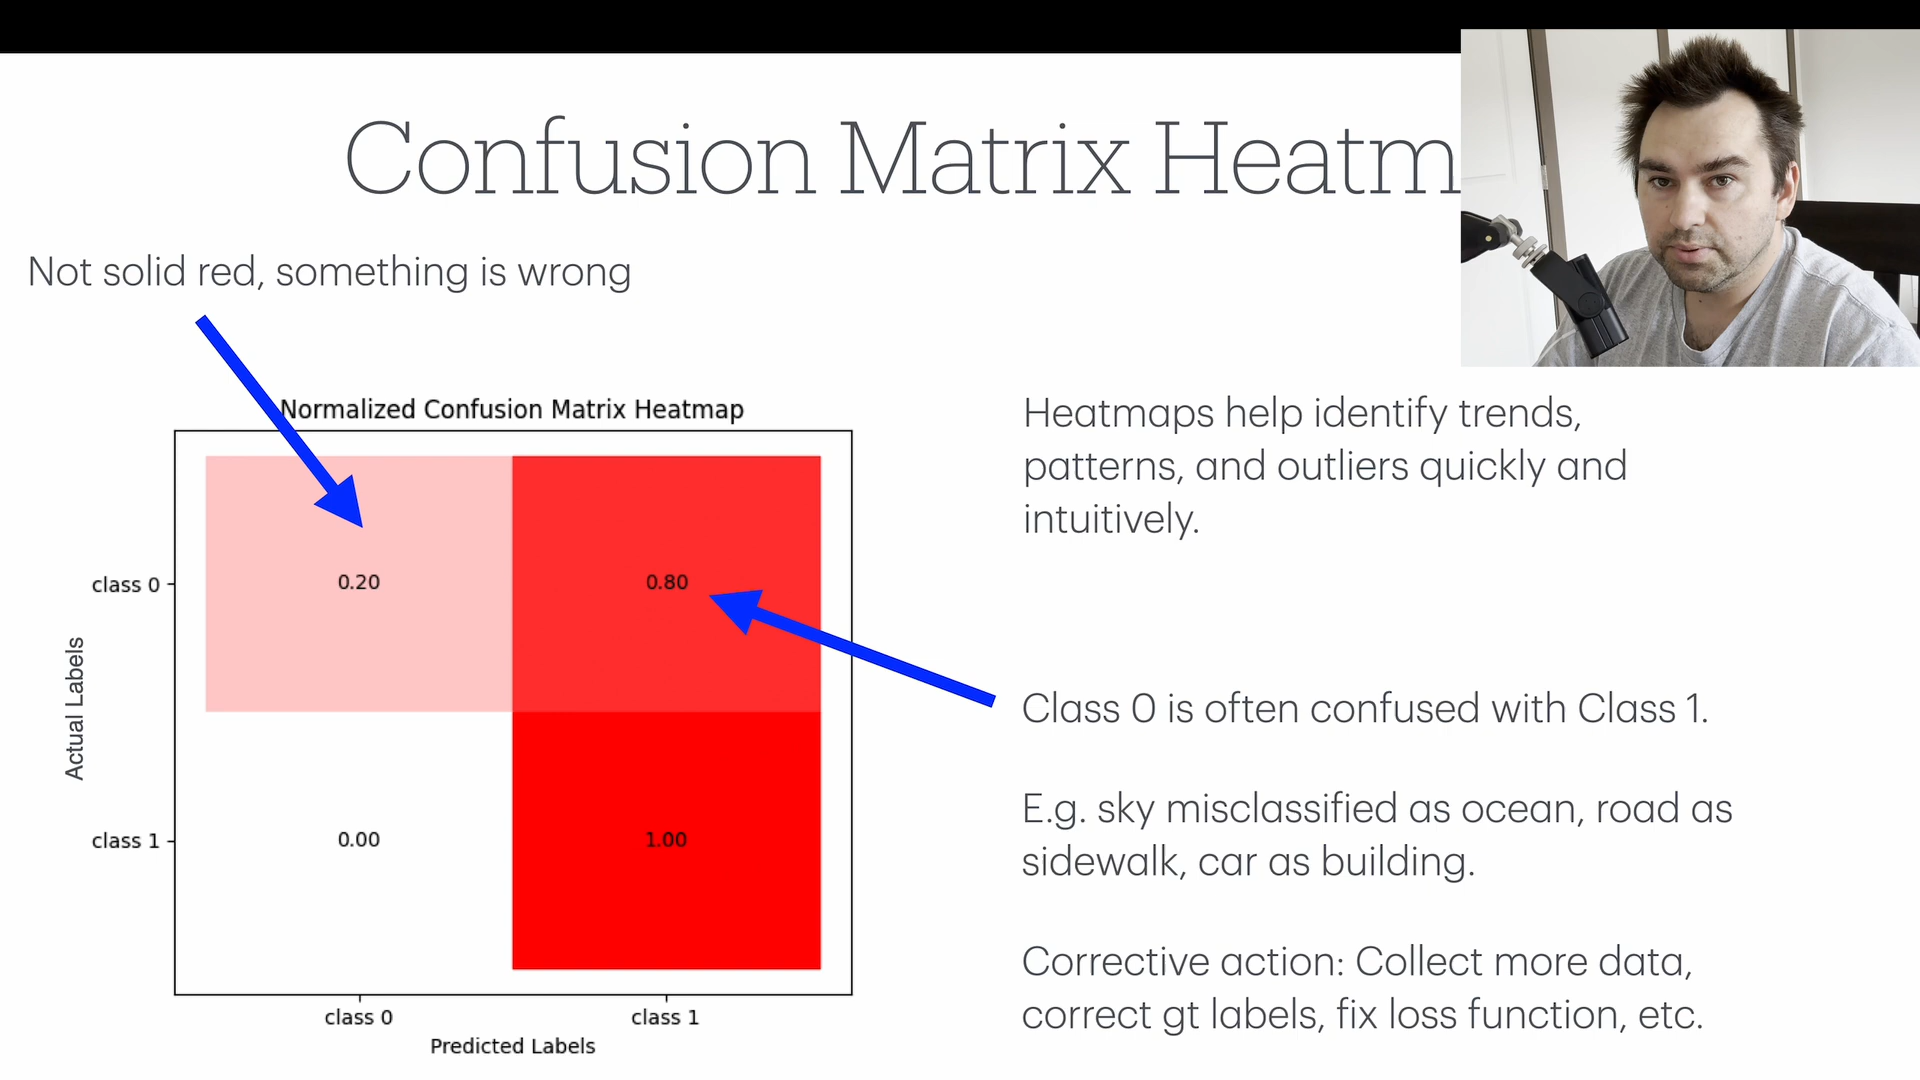 Confusion Matrix Heatm
Not solid red, something is wrong
Normalized Confusion Matrix Heatmap
class 0
0.20
0.80
class 1
0.00
1.00
Actual Labels
class 0
class 1
Predicted Labels
Heatmaps help identify trends,
patterns, and outliers quickly and
intuitively.
Class 0 is often confused with Class 1.
E.g. sky misclassified as ocean, road as
sidewalk, car as building.
Corrective action: Collect more data,
correct gt labels, fix loss function, etc.